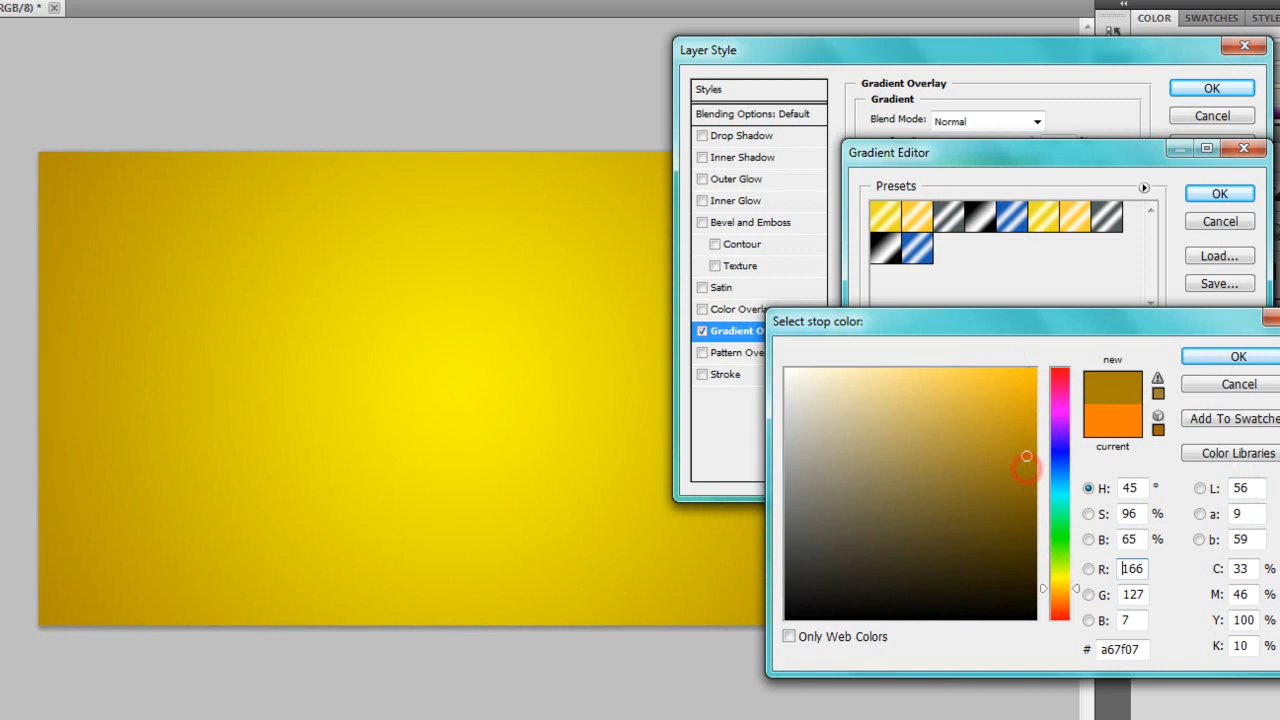 RGB/8) *
COLOR
SWATCHES
STYLE
Layer Style
Styles
Blending Options: Default
Drop Shadow
Inner Shadow
Outer Glow
Inner Glow
Bevel and Emboss
Contour
Texture
Satin
Color Overla
Gradient O
Pattern Ove
Stroke
Gradient Overlay
Gradient
Blend Mode: Normal
OK
Cancel
Gradient Editor
Presets
OK
Cancel
Load...
Save...
Select stop color:
new
current
OK
Cancel
Add To Swatche
Color Libraries
H: 45 °
S: 96 %
B: 65 %
R: 166
G: 127
B: 7
# a67f07
L: 56
a: 9
b: 59
C: 33 %
M: 46 %
Y: 100 %
K: 10 %
Only Web Colors